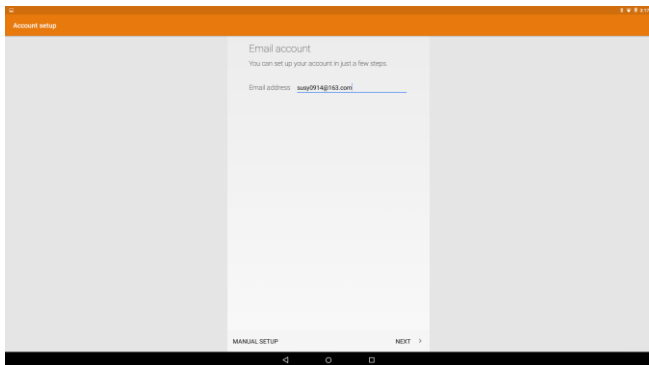 Account setup
Email account
You can set up your account in just a few steps.
Email address susy0914@163.com
MANUAL SETUP NEXT